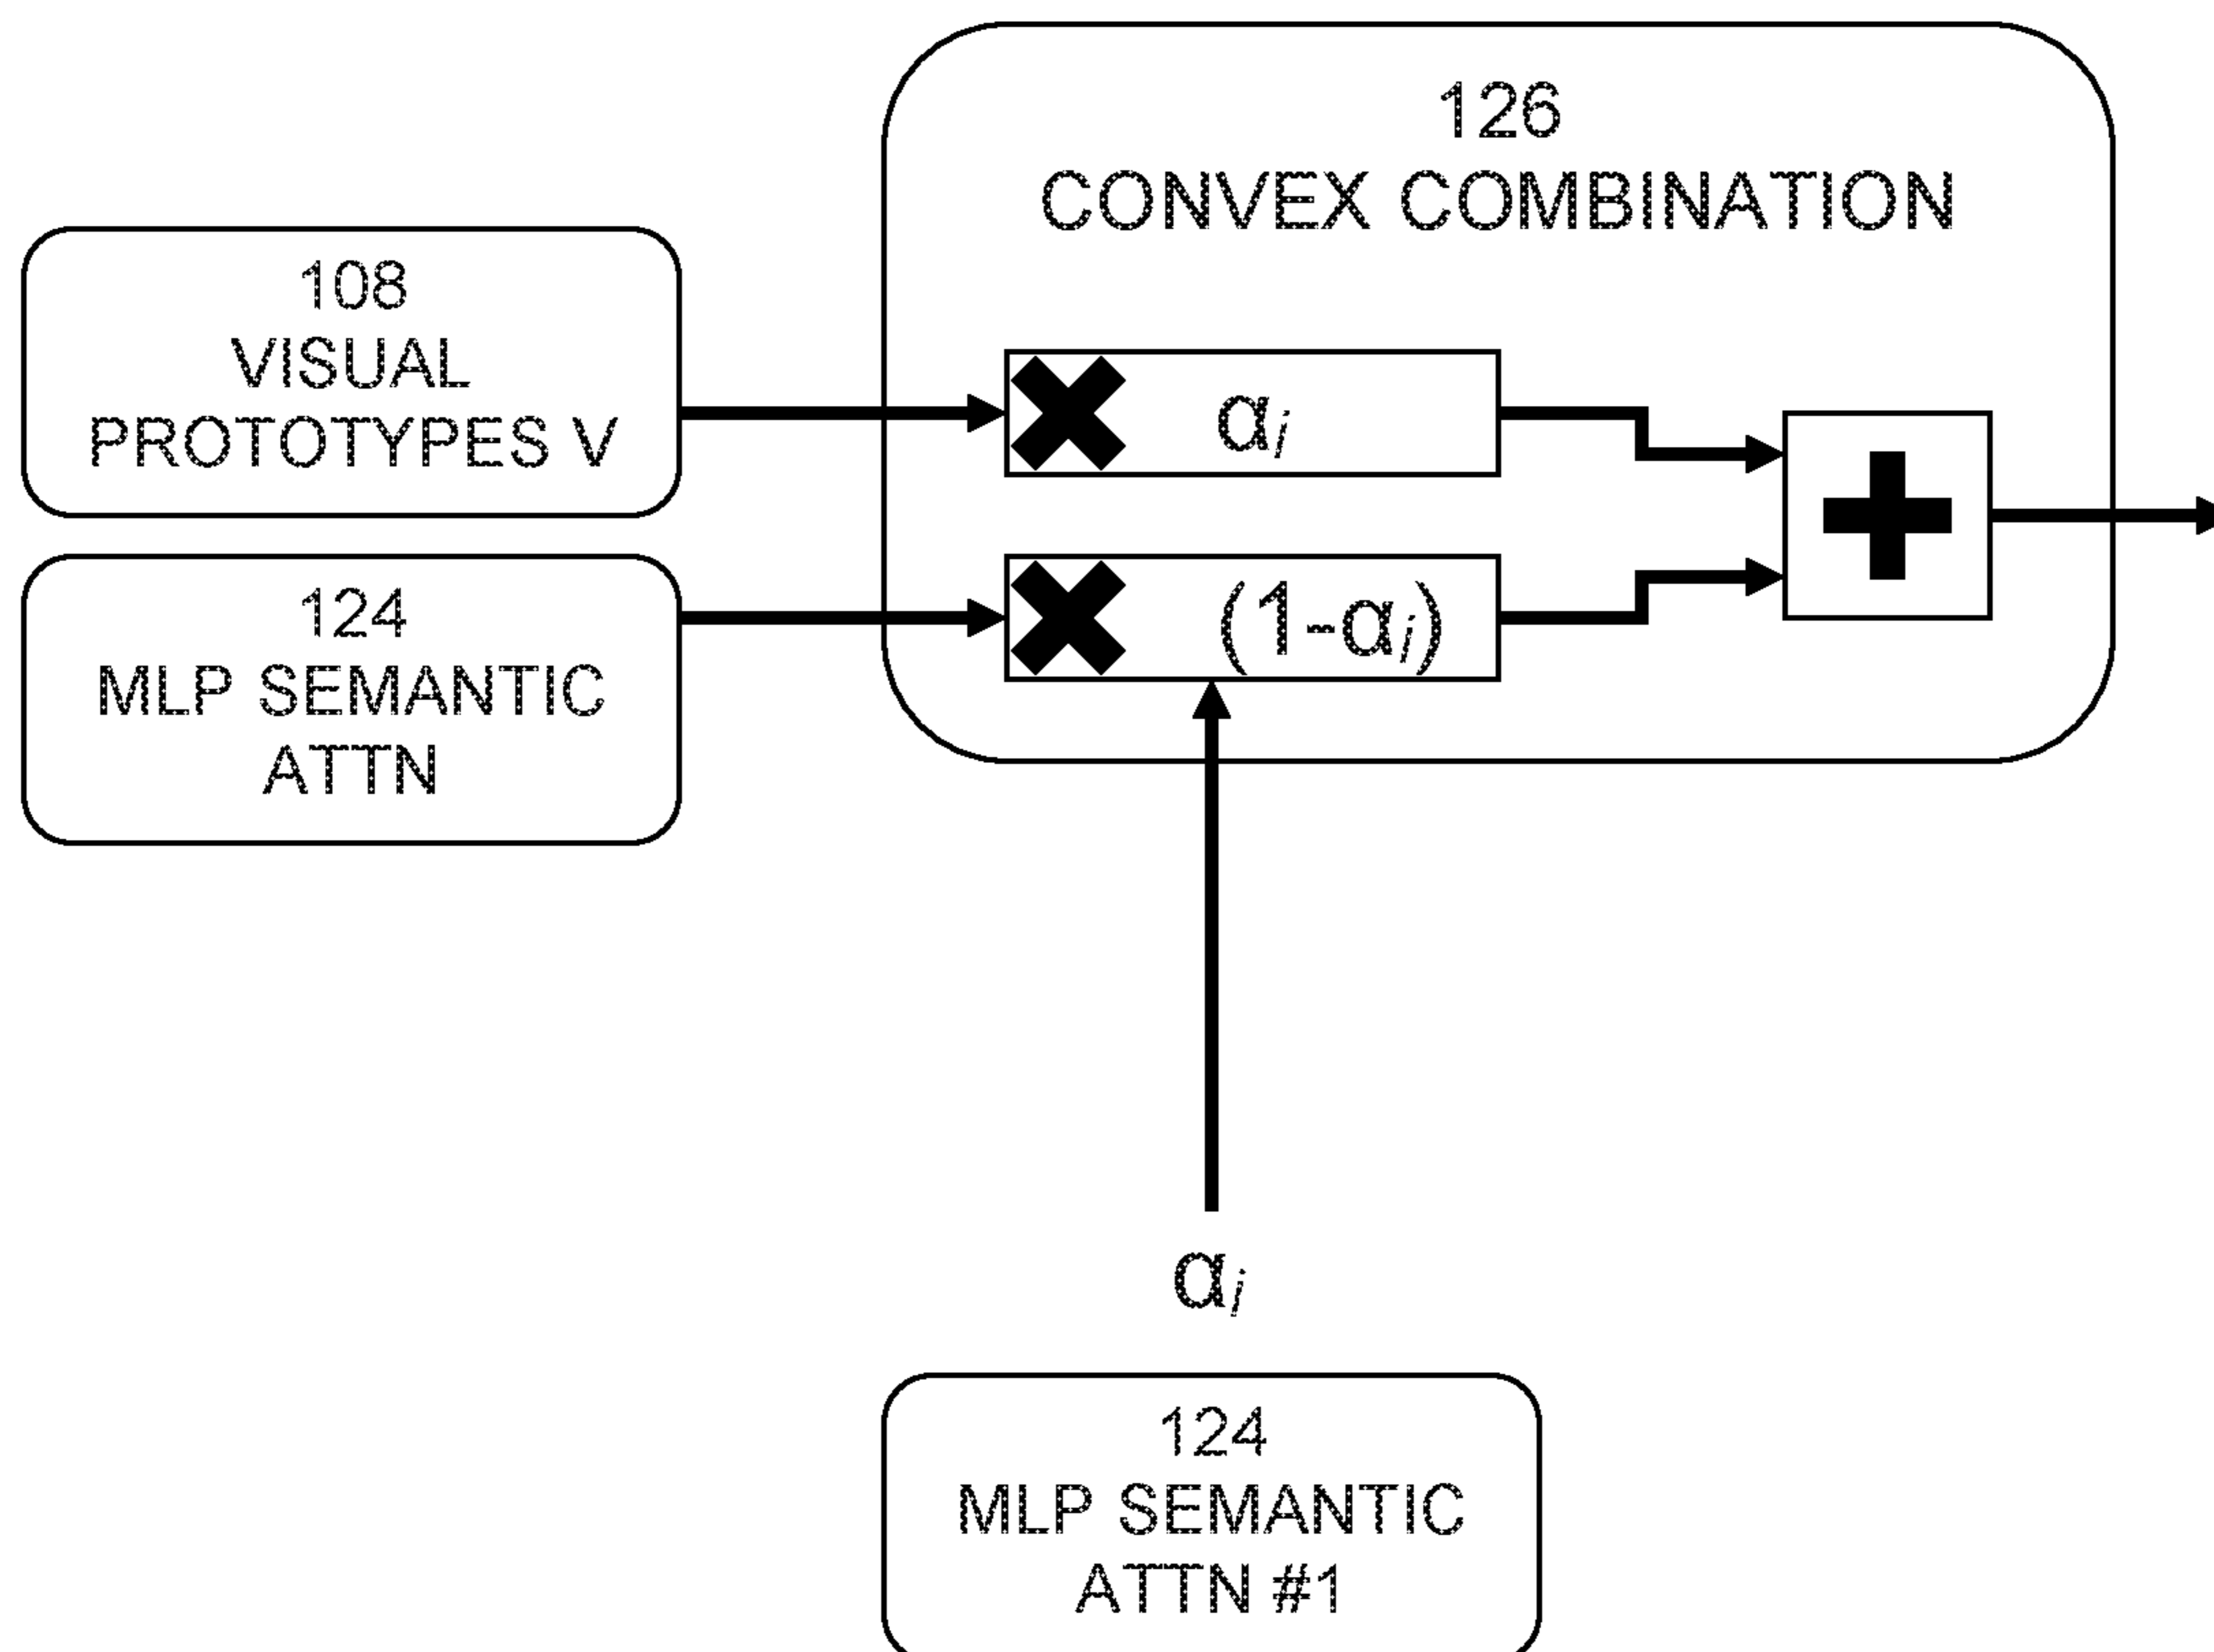 126
CONVEX COMBINATION
108
VISUAL
PROTOTYPES V
αi
124
MLP SEMANTIC
ATTN
(1-αi)
αi
124
MLP SEMANTIC
ATTN #1